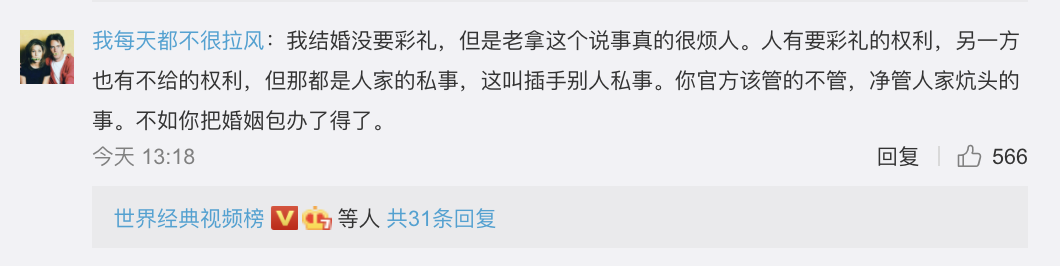 我每天都不很拉风：我结婚没要彩礼，但是老拿这个说事真的很烦人。人有要彩礼的权利，另一方
也有不给的权利，但那都是人家的私事，这叫插手别人私事。你官方该管的不管，净管人家炕头的
事。不如你把婚姻包办了得了。
今天 13:18 回复 566
世界经典视频榜 V 7 等人 共31条回复